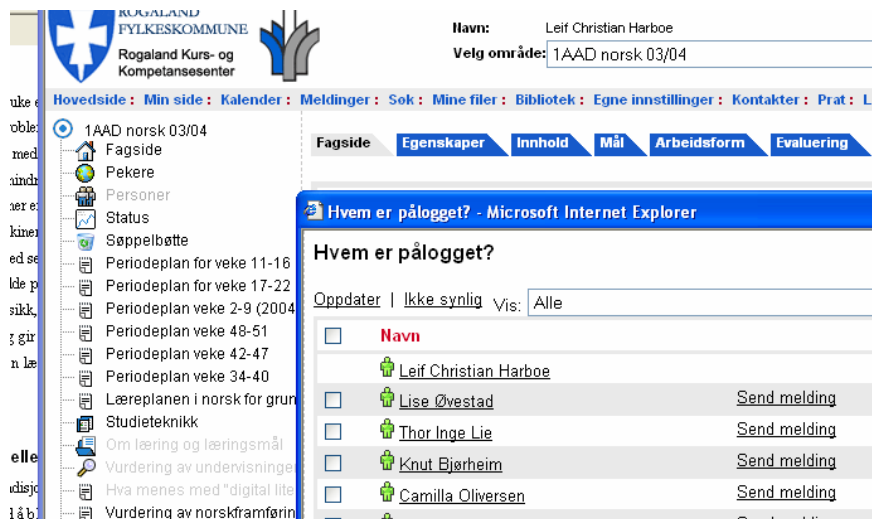 ROGALAND
FYLKESKOMMUNE
Rogaland Kurs- og
Kompetansesenter
Navn: Leif Christian Harboe
Velg område: 1AAD norsk 03/04
Hovedside : Min side : Kalender : Meldinger : Søk : Mine filer : Bibliotek : Egne innstillinger : Kontakter : Prat :
1AAD norsk 03/04
Fagside
Pekere
Personer
Status
Søppelbøtte
Periodeplan for veke 11-16
Periodeplan for veke 17-22
Periodeplan veke 2-9 (2004
Periodeplan veke 48-51
Periodeplan veke 42-47
Periodeplan veke 34-40
Læreplanen i norsk for grun
Studieteknikk
Om læring og læringsmål
Vurdering av undervisninge
Hva menes med "digital lite
Vurdering av norskframførin
Fagside Egenskaper Innhold Mål Arbeidsform Evaluering
Hvem er pålogget? - Microsoft Internet Explorer
Hvem er pålogget?
Oppdater | Ikke synlig Vis: Alle
Navn
Leif Christian Harboe
Lise Øvestad Send melding
Thor Inge Lie Send melding
Knut Bjørheim Send melding
Camilla Oliversen Send melding